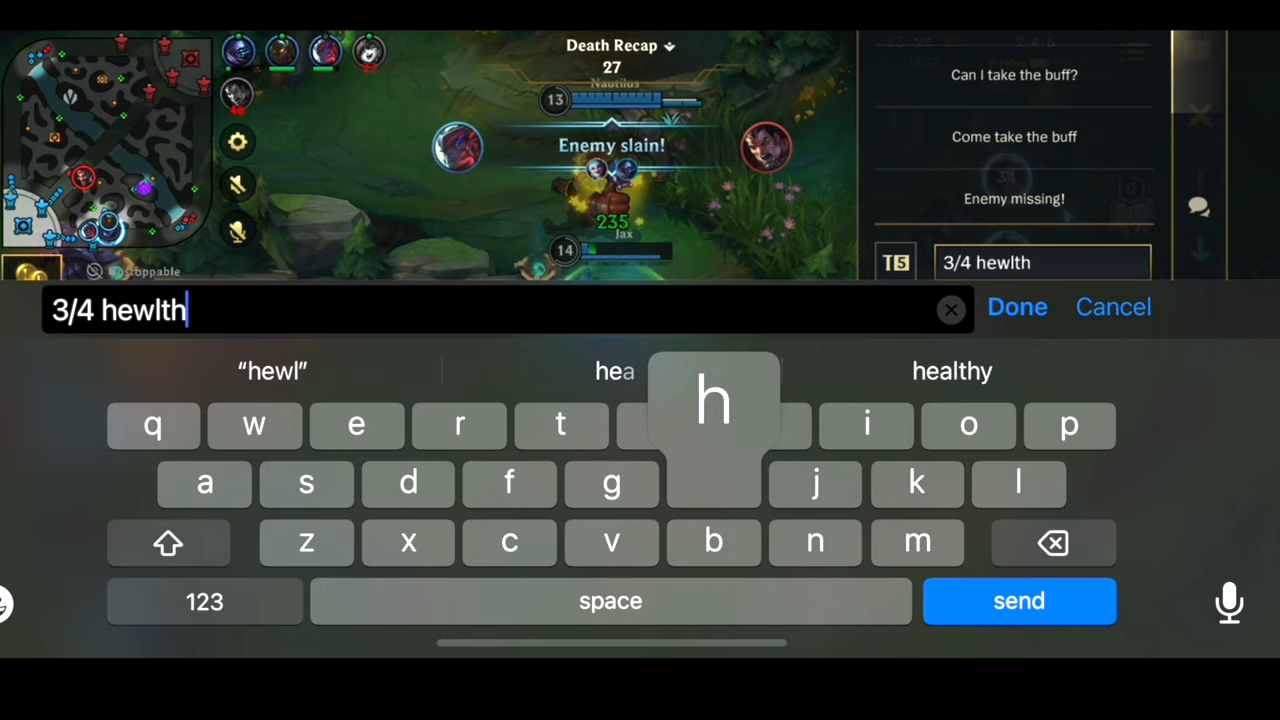 Death Recap
27
Nautilus
13
Enemy slain!
235
Jax
14
Unstoppable
Can I take the buff?
Come take the buff
34
Enemy missing!
T5
3/4 hewlth
3/4 hewlth
Done
Cancel
“hewl”
hea
healthy
h
q w e r t i o p
a s d f g j k l
z x c v b n m
123
space
send